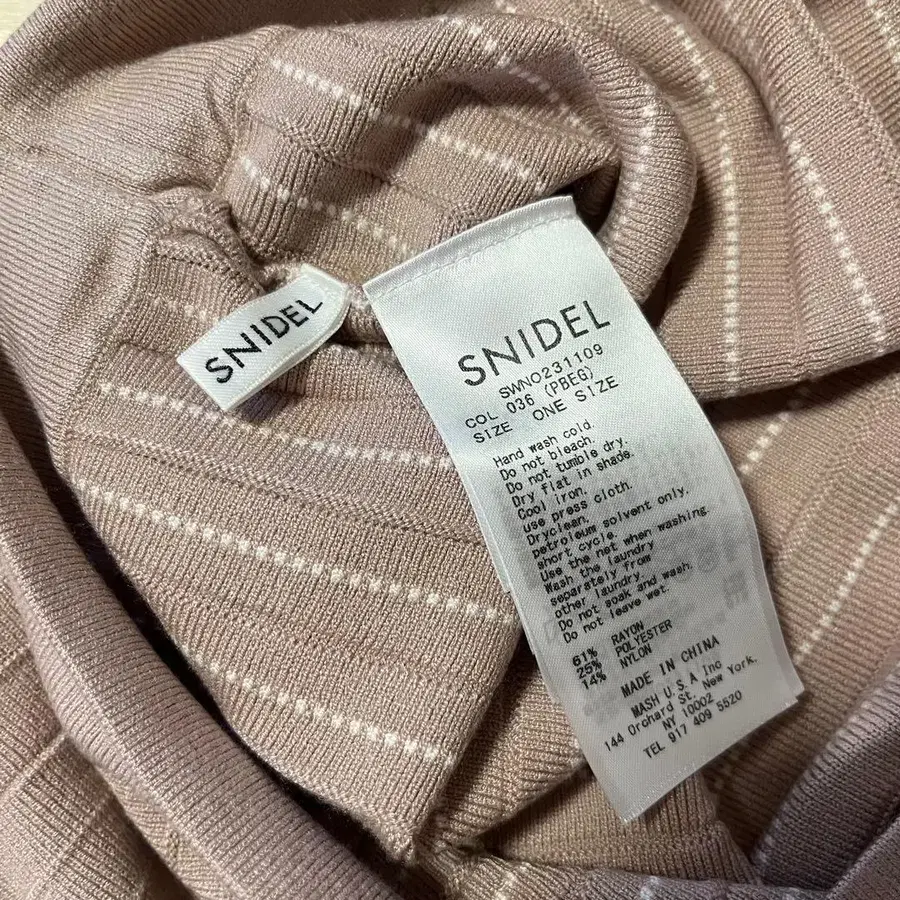 SNIDEL
SNIDEL
SWNO231109
COL 036 (PBEG)
SIZE ONE SIZE
Hand wash cold.
Do not bleach.
Do not tumble dry.
Dry flat in shade.
Cool iron.
use press cloth.
Dryclean.
petroleum solvent only.
short cycle.
Use the net when washing.
Wash the laundry
separately from
other laundry.
Do not soak and wash.
Do not leave wet.
61% RAYON
25% POLYESTER
14% NYLON
MADE IN CHINA
MASH U.S.A Inc
144 Orchard St. New York.
NY 10002
TEL 917 409 5520